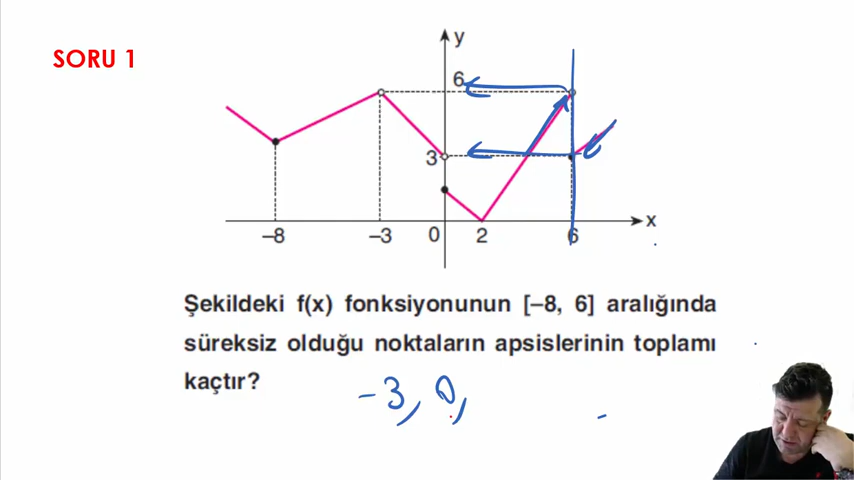 SORU 1
y
6
3
x
−8 −3 0 2 6
Şekildeki f(x) fonksiyonunun [−8, 6] aralığında
süreksiz olduğu noktaların apsislerinin toplamı
kaçtır?
−3, 0,